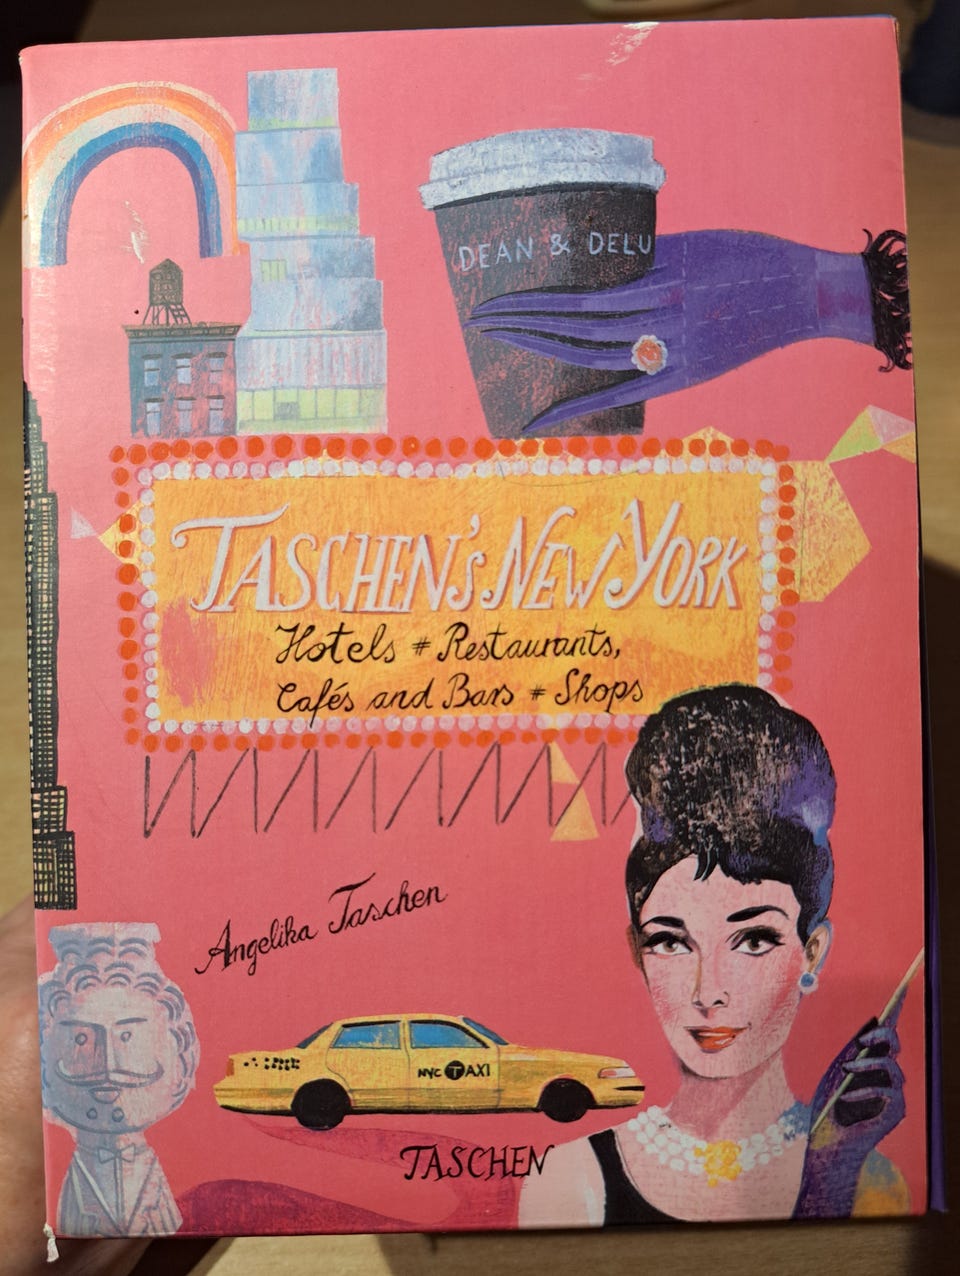 DEAN & DELU
TASCHEN'S NEW YORK
Hotels * Restaurants,
Cafés and Bars * Shops
Angelika Taschen
NYC TAXI
TASCHEN